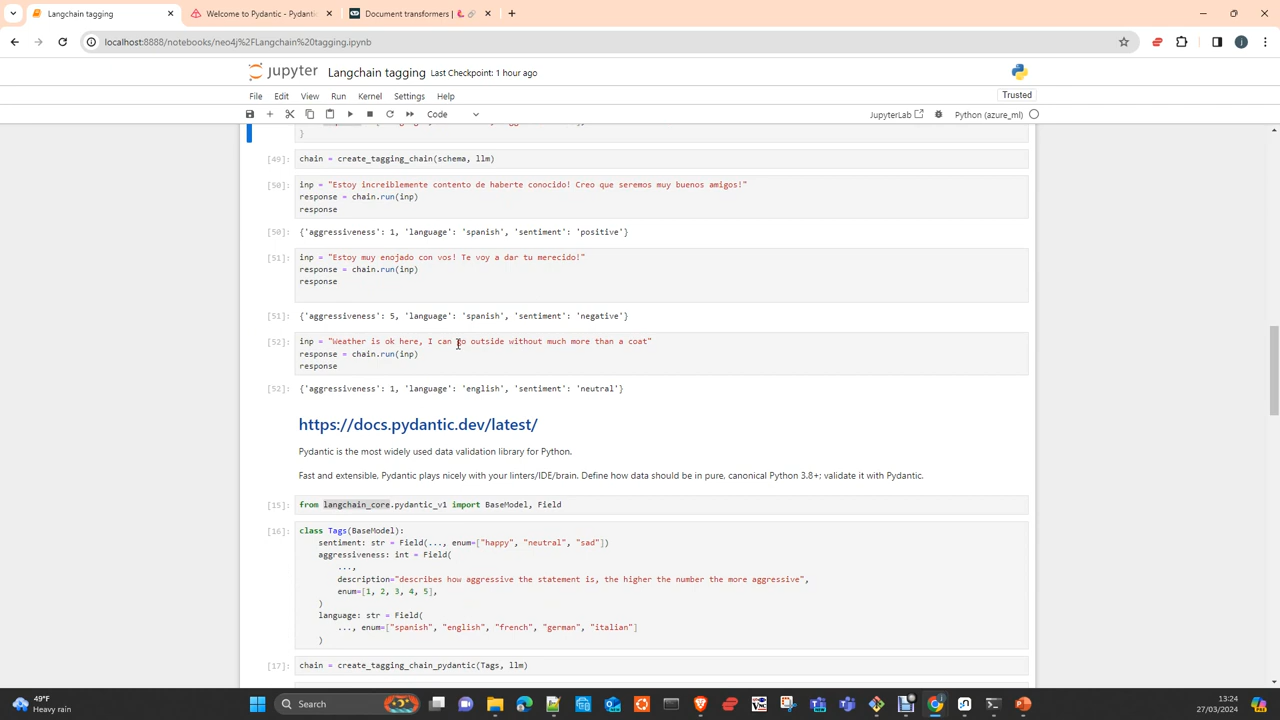 Langchain tagging
Welcome to Pydantic - Pydantic
Document transformers |
localhost:8888/notebooks/neo4j%2FLangchain%20tagging.ipynb
jupyter Langchain tagging Last Checkpoint: 1 hour ago
File Edit View Run Kernel Settings Help
Trusted
Code
JupyterLab
Python (azure_ml)
}
[49]: chain = create_tagging_chain(schema, llm)
[50]: inp = "Estoy increiblemente contento de haberte conocido! Creo que seremos muy buenos amigos!"
response = chain.run(inp)
response
[50]: {'aggressiveness': 1, 'language': 'spanish', 'sentiment': 'positive'}
[51]: inp = "Estoy muy enojado con vos! Te voy a dar tu merecido!"
response = chain.run(inp)
response
[51]: {'aggressiveness': 5, 'language': 'spanish', 'sentiment': 'negative'}
[52]: inp = "Weather is ok here, I can go outside without much more than a coat"
response = chain.run(inp)
response
[52]: {'aggressiveness': 1, 'language': 'english', 'sentiment': 'neutral'}
https://docs.pydantic.dev/latest/
Pydantic is the most widely used data validation library for Python.
Fast and extensible, Pydantic plays nicely with your linters/IDE/brain. Define how data should be in pure, canonical Python 3.8+; validate it with Pydantic.
[15]: from langchain_core.pydantic_v1 import BaseModel, Field
[16]: class Tags(BaseModel):
sentiment: str = Field(..., enum=["happy", "neutral", "sad"])
aggressiveness: int = Field(
...,
description="describes how aggressive the statement is, the higher the number the more aggressive",
enum=[1, 2, 3, 4, 5],
)
language: str = Field(
..., enum=["spanish", "english", "french", "german", "italian"]
)
[17]: chain = create_tagging_chain_pydantic(Tags, llm)
49°F
Heavy rain
Search
13:24
27/03/2024